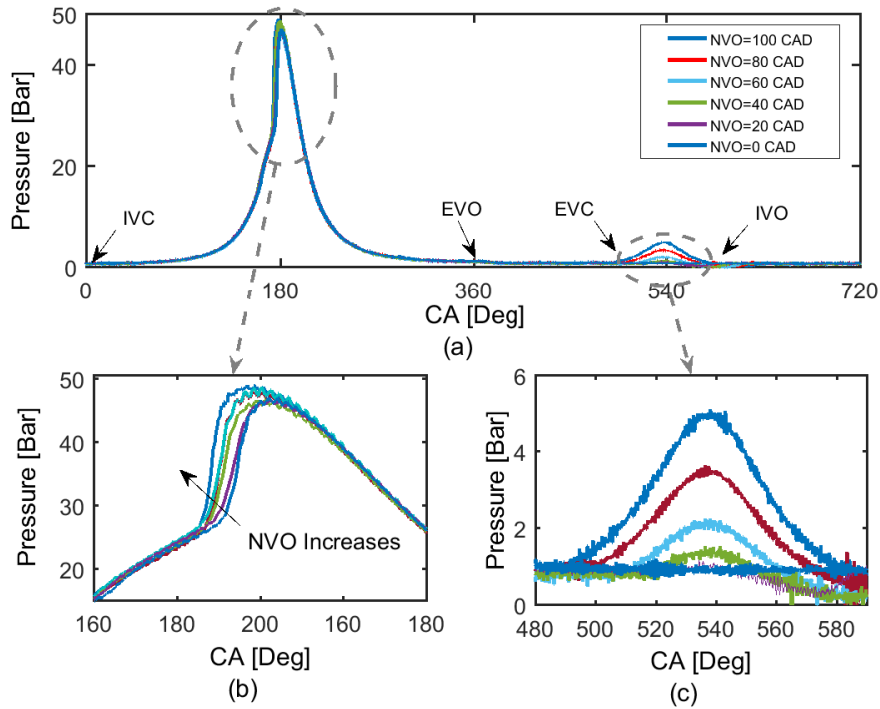 50
NVO=100 CAD
NVO=80 CAD
40
NVO=60 CAD
NVO=40 CAD
NVO=20 CAD
NVO=0 CAD
Pressure [Bar]
20
IVC
EVO
EVC
IVO
0
0 180 360 540 720
CA [Deg]
(a)
50
40
30
20
Pressure [Bar]
NVO Increases
160 180 200 160 180
CA [Deg]
(b)
6
4
2
1
0
Pressure [Bar]
480 500 520 540 560 580
CA [Deg]
(c)